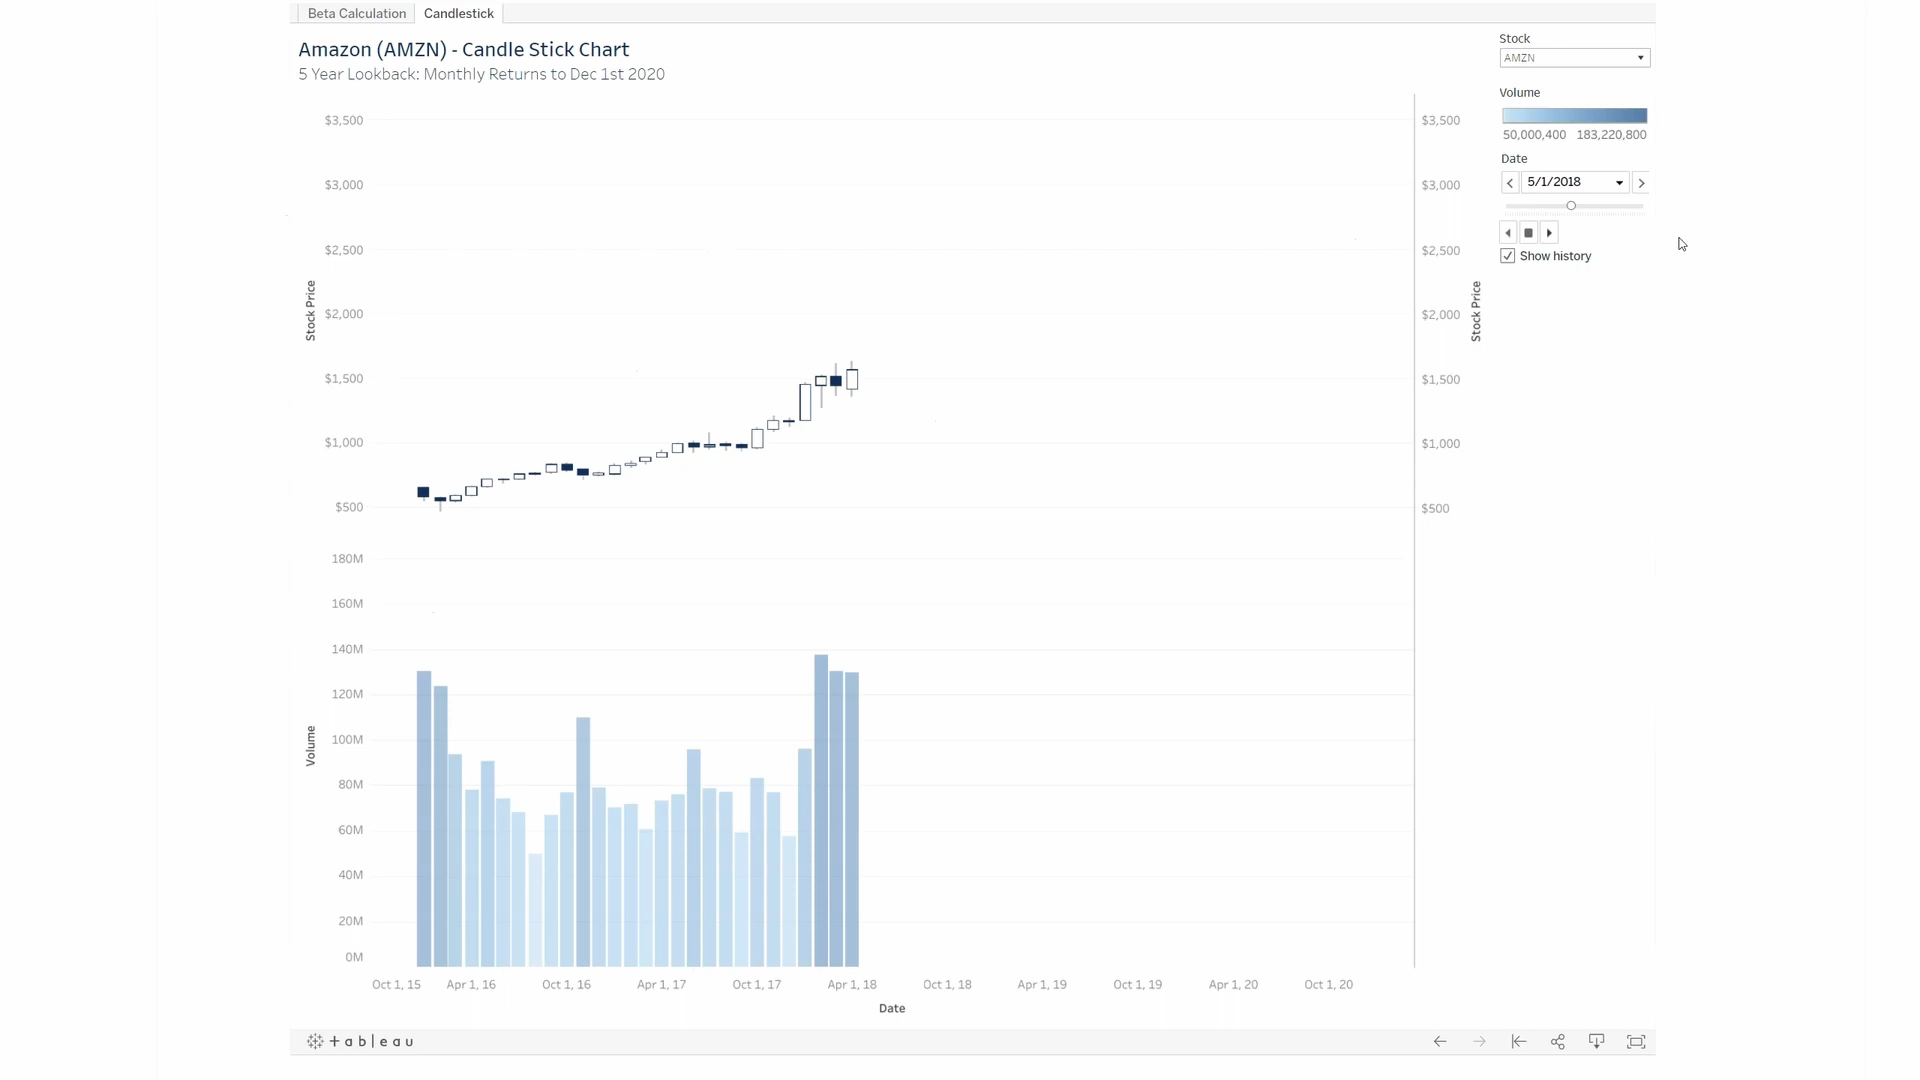 Beta Calculation
Candlestick
Amazon (AMZN) - Candle Stick Chart
5 Year Lookback: Monthly Returns to Dec 1st 2020
Stock
AMZN
Volume
50,000,400 183,220,800
Date
5/1/2018
Show history
$3,500
$3,000
$2,500
$2,000
$1,500
$1,000
$500
Stock Price
$3,500
$3,000
$2,500
$2,000
$1,500
$1,000
$500
Stock Price
180M
160M
140M
120M
100M
80M
60M
40M
20M
0M
Volume
Oct 1, 15 Apr 1, 16 Oct 1, 16 Apr 1, 17 Oct 1, 17 Apr 1, 18 Oct 1, 18 Apr 1, 19 Oct 1, 19 Apr 1, 20 Oct 1, 20
Date
+ableau